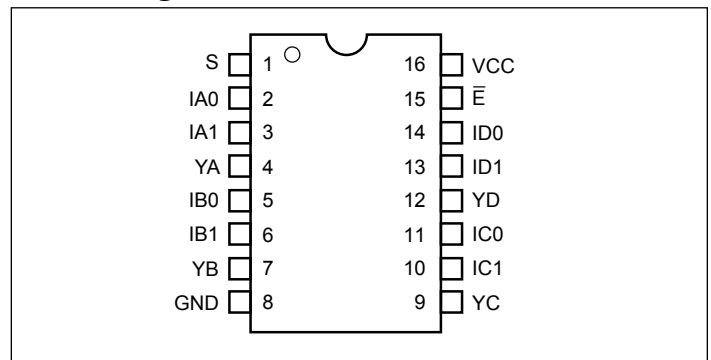 S 1 16 VCC
IA0 2 15 E̅
IA1 3 14 ID0
YA 4 13 ID1
IB0 5 12 YD
IB1 6 11 IC0
YB 7 10 IC1
GND 8 9 YC